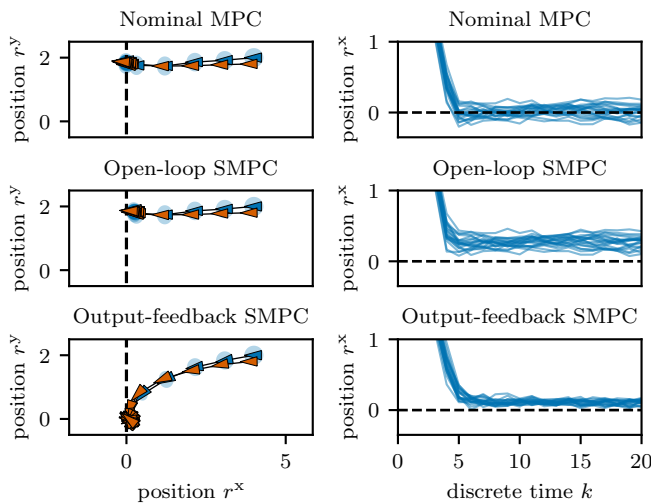 Nominal MPC
position r^y
2
0
position r^x
1
0
Open-loop SMPC
position r^y
2
0
Open-loop SMPC
position r^x
1
0
Output-feedback SMPC
position r^y
2
0
0
5
position r^x
Output-feedback SMPC
position r^x
1
0
0
5
10
15
20
discrete time k
Nominal MPC